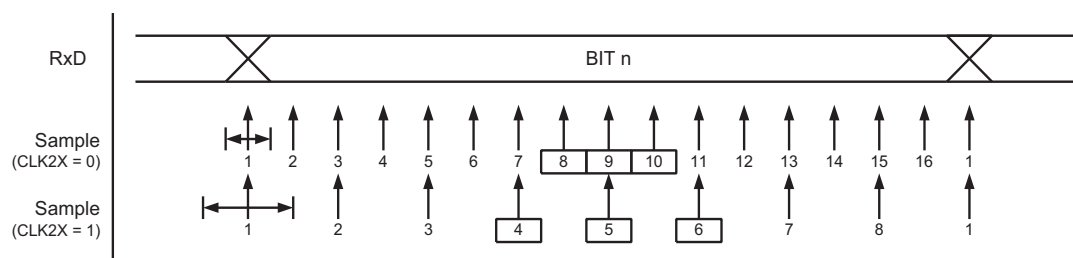 RxD BIT n
Sample
(CLK2X = 0) 1 2 3 4 5 6 7 8 9 10 11 12 13 14 15 16 1
Sample
(CLK2X = 1) 1 2 3 4 5 6 7 8 1